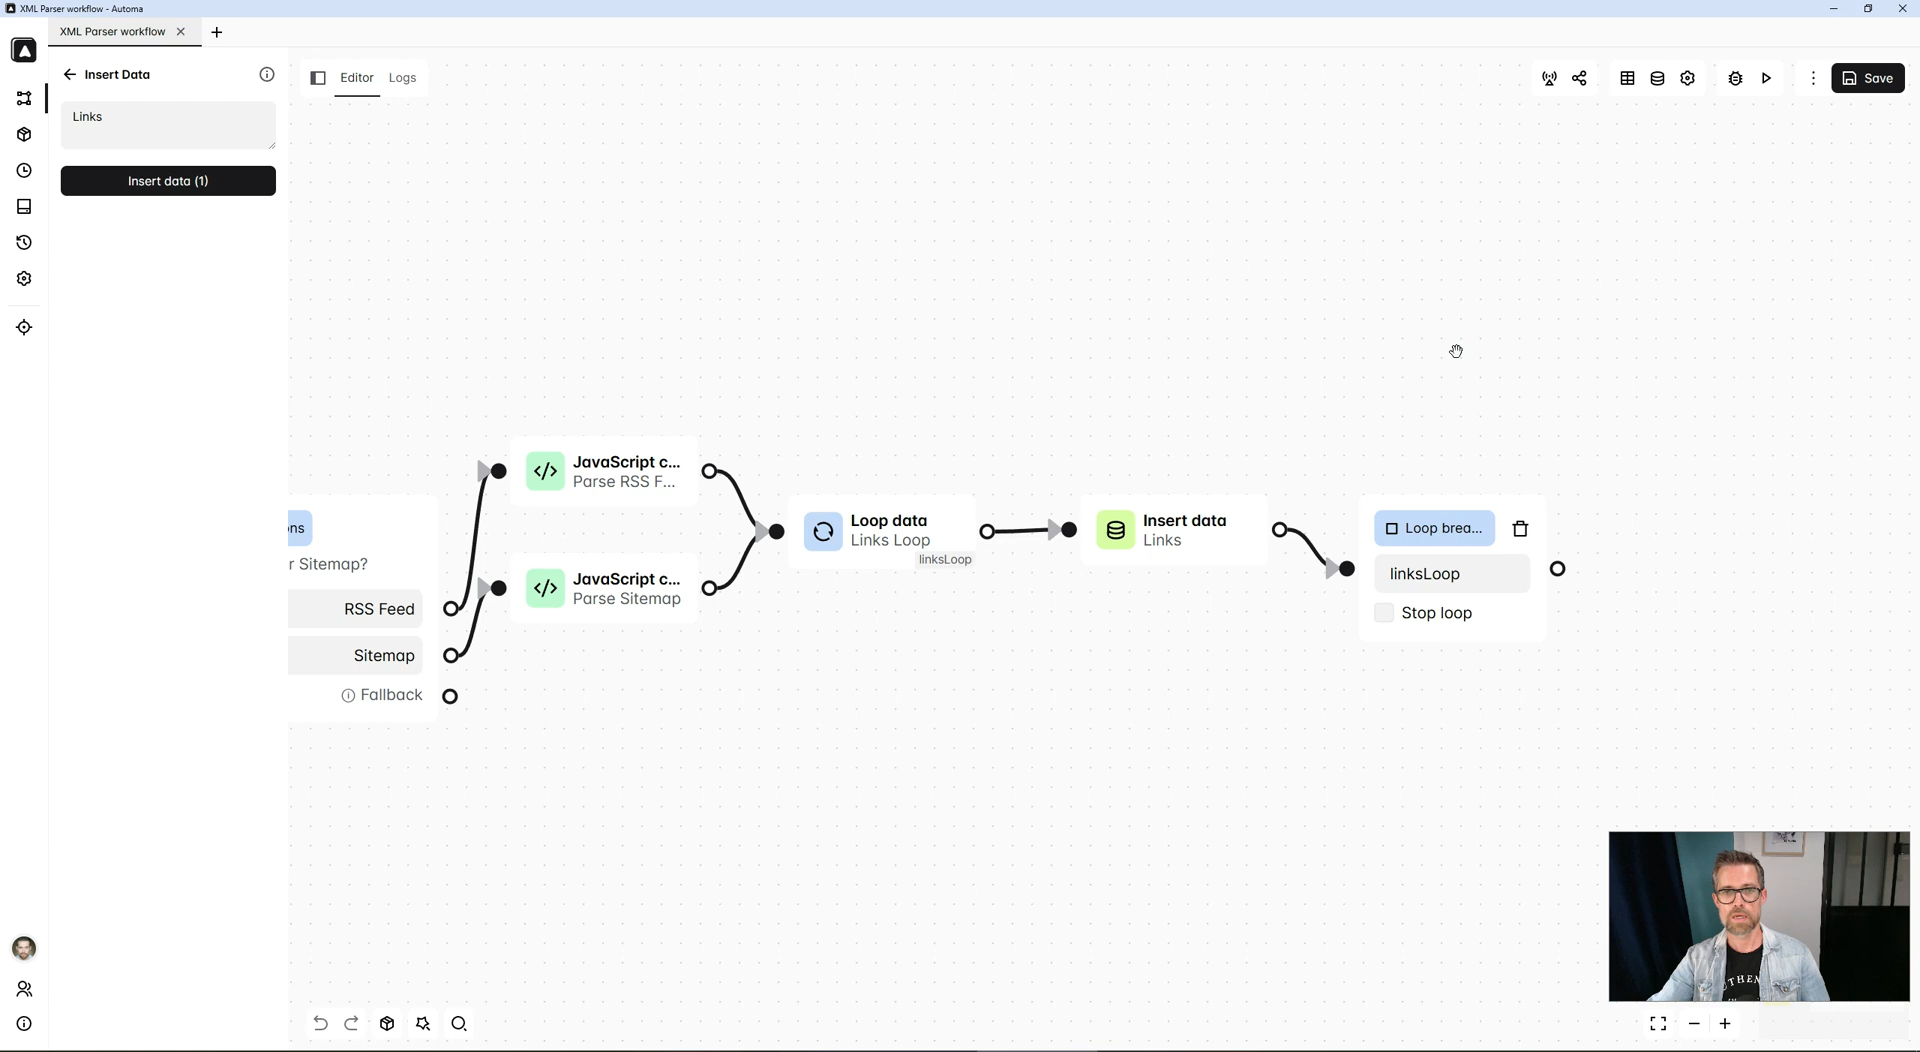 XML Parser workflow - Automa
XML Parser workflow
Insert Data
Links
Insert data (1)
Editor
Logs
Save
ns
r Sitemap?
RSS Feed
Sitemap
Fallback
JavaScript c...
Parse RSS F...
JavaScript c...
Parse Sitemap
Loop data
Links Loop
linksLoop
Insert data
Links
Loop brea...
linksLoop
Stop loop
THEN